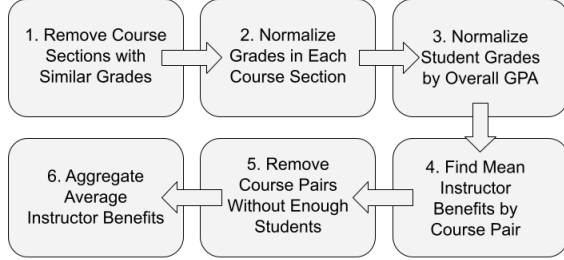 1. Remove Course
Sections with
Similar Grades
2. Normalize
Grades in Each
Course Section
3. Normalize
Student Grades
by Overall GPA
4. Find Mean
Instructor
Benefits by
Course Pair
5. Remove
Course Pairs
Without Enough
Students
6. Aggregate
Average
Instructor Benefits